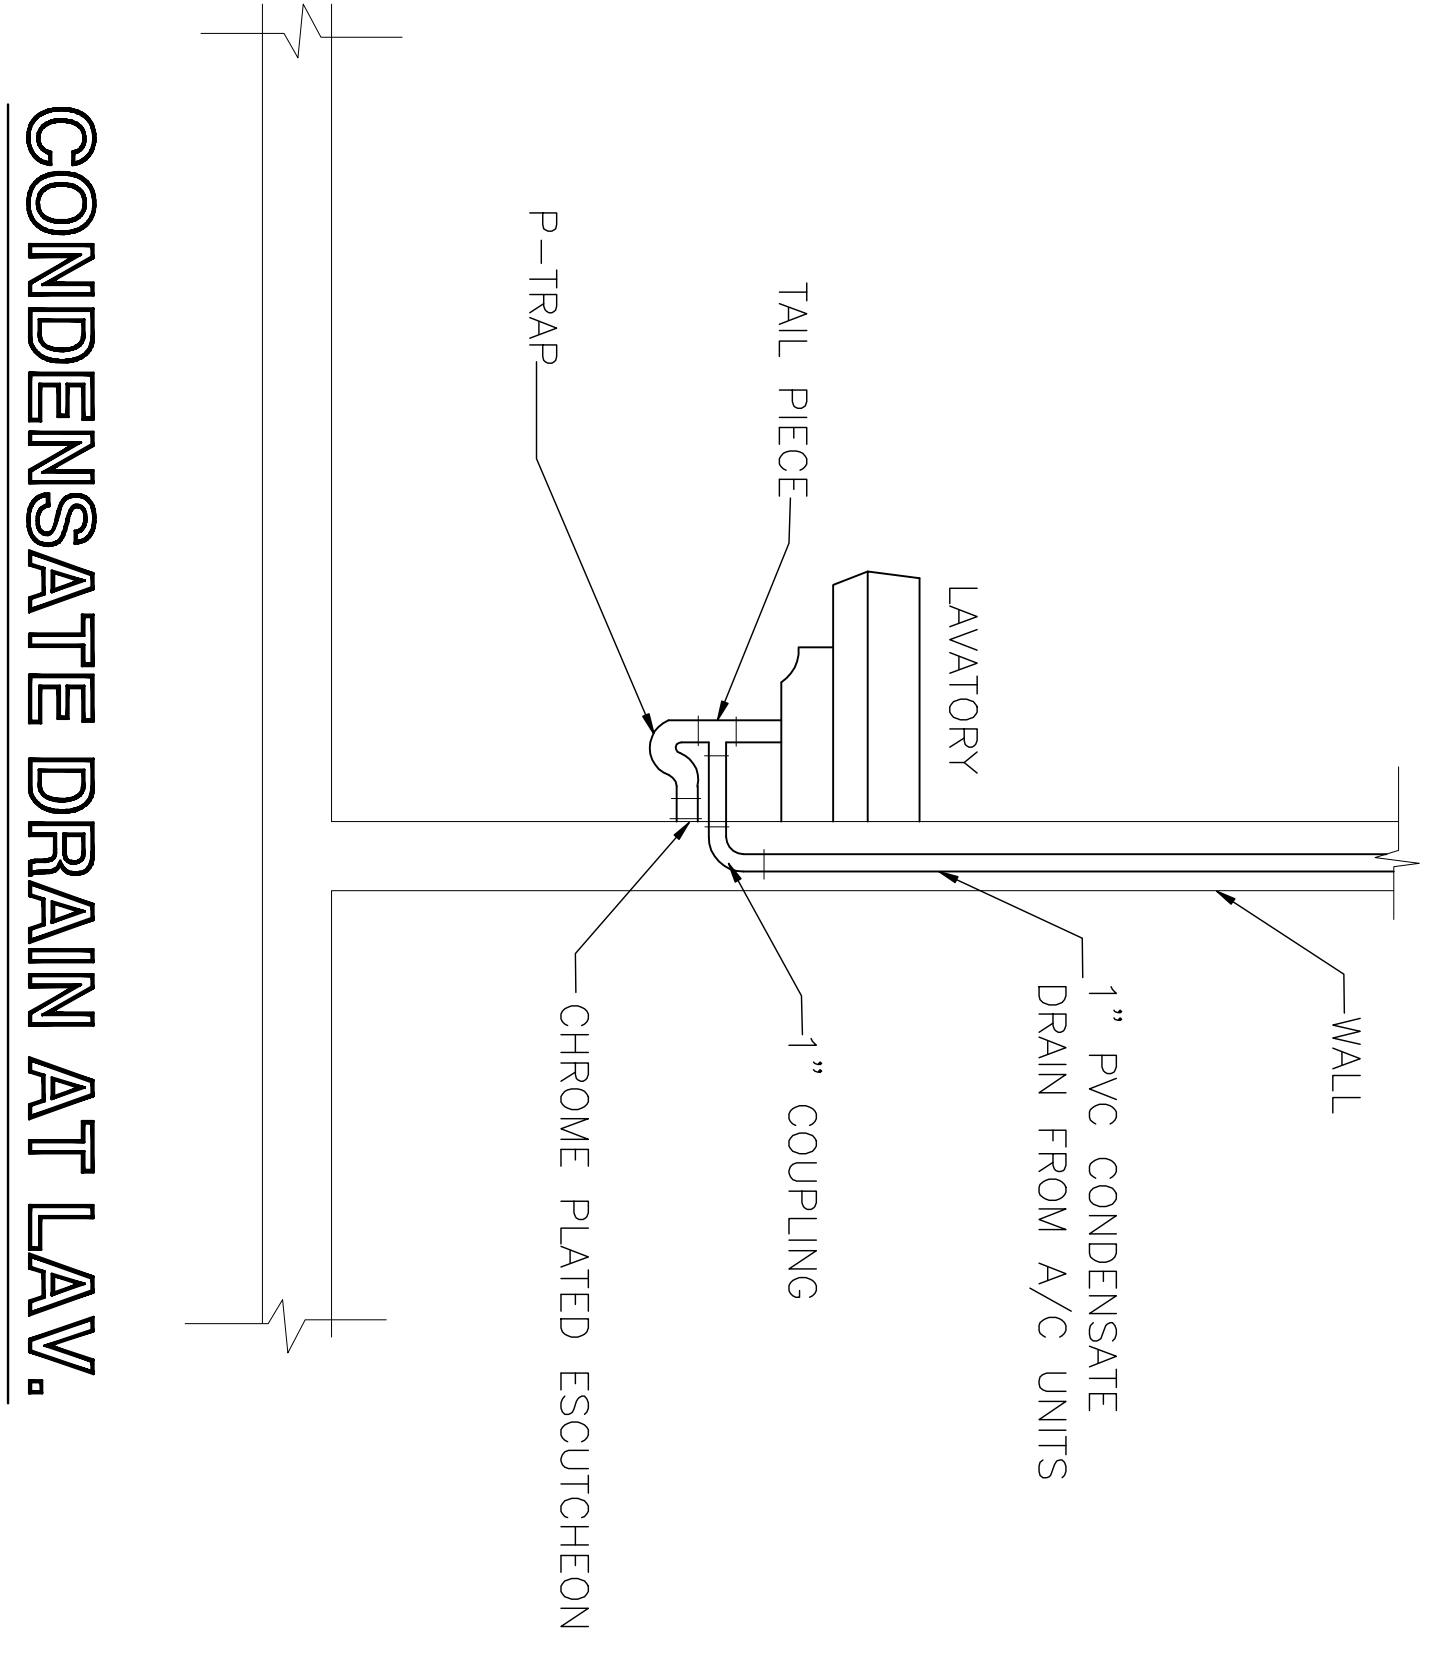 LAVATORY
TAIL PIECE
P-TRAP
WALL
1” PVC CONDENSATE
DRAIN FROM A/C UNITS
1” COUPLING
CHROME PLATED ESCUTCHEON
CONDENSATE DRAIN AT LAV.